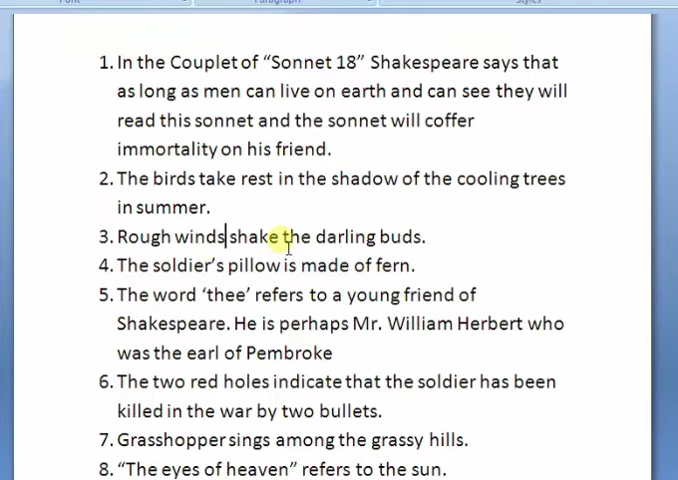 1. In the Couplet of “Sonnet 18” Shakespeare says that
as long as men can live on earth and can see they will
read this sonnet and the sonnet will coffer
immortality on his friend.
2. The birds take rest in the shadow of the cooling trees
in summer.
3. Rough winds shake the darling buds.
4. The soldier’s pillow is made of fern.
5. The word ‘thee’ refers to a young friend of
Shakespeare. He is perhaps Mr. William Herbert who
was the earl of Pembroke
6. The two red holes indicate that the soldier has been
killed in the war by two bullets.
7. Grasshopper sings among the grassy hills.
8. “The eyes of heaven” refers to the sun.